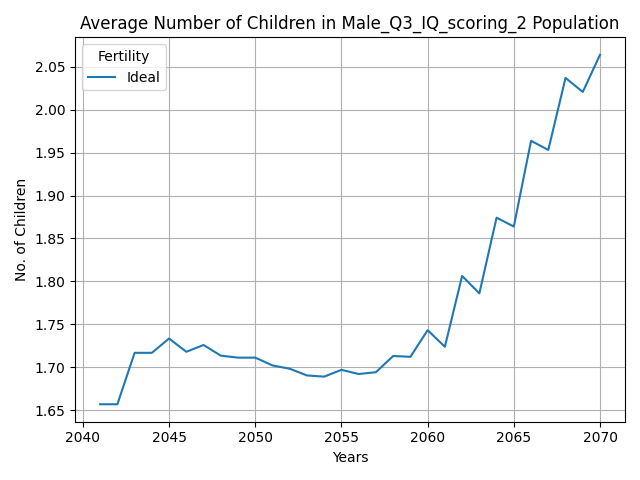 Average Number of Children in Male_Q3_IQ_scoring_2 Population
Fertility
Ideal
2.05
2.00
1.95
1.90
1.85
1.80
1.75
1.70
1.65
No. of Children
2040 2045 2050 2055 2060 2065 2070
Years